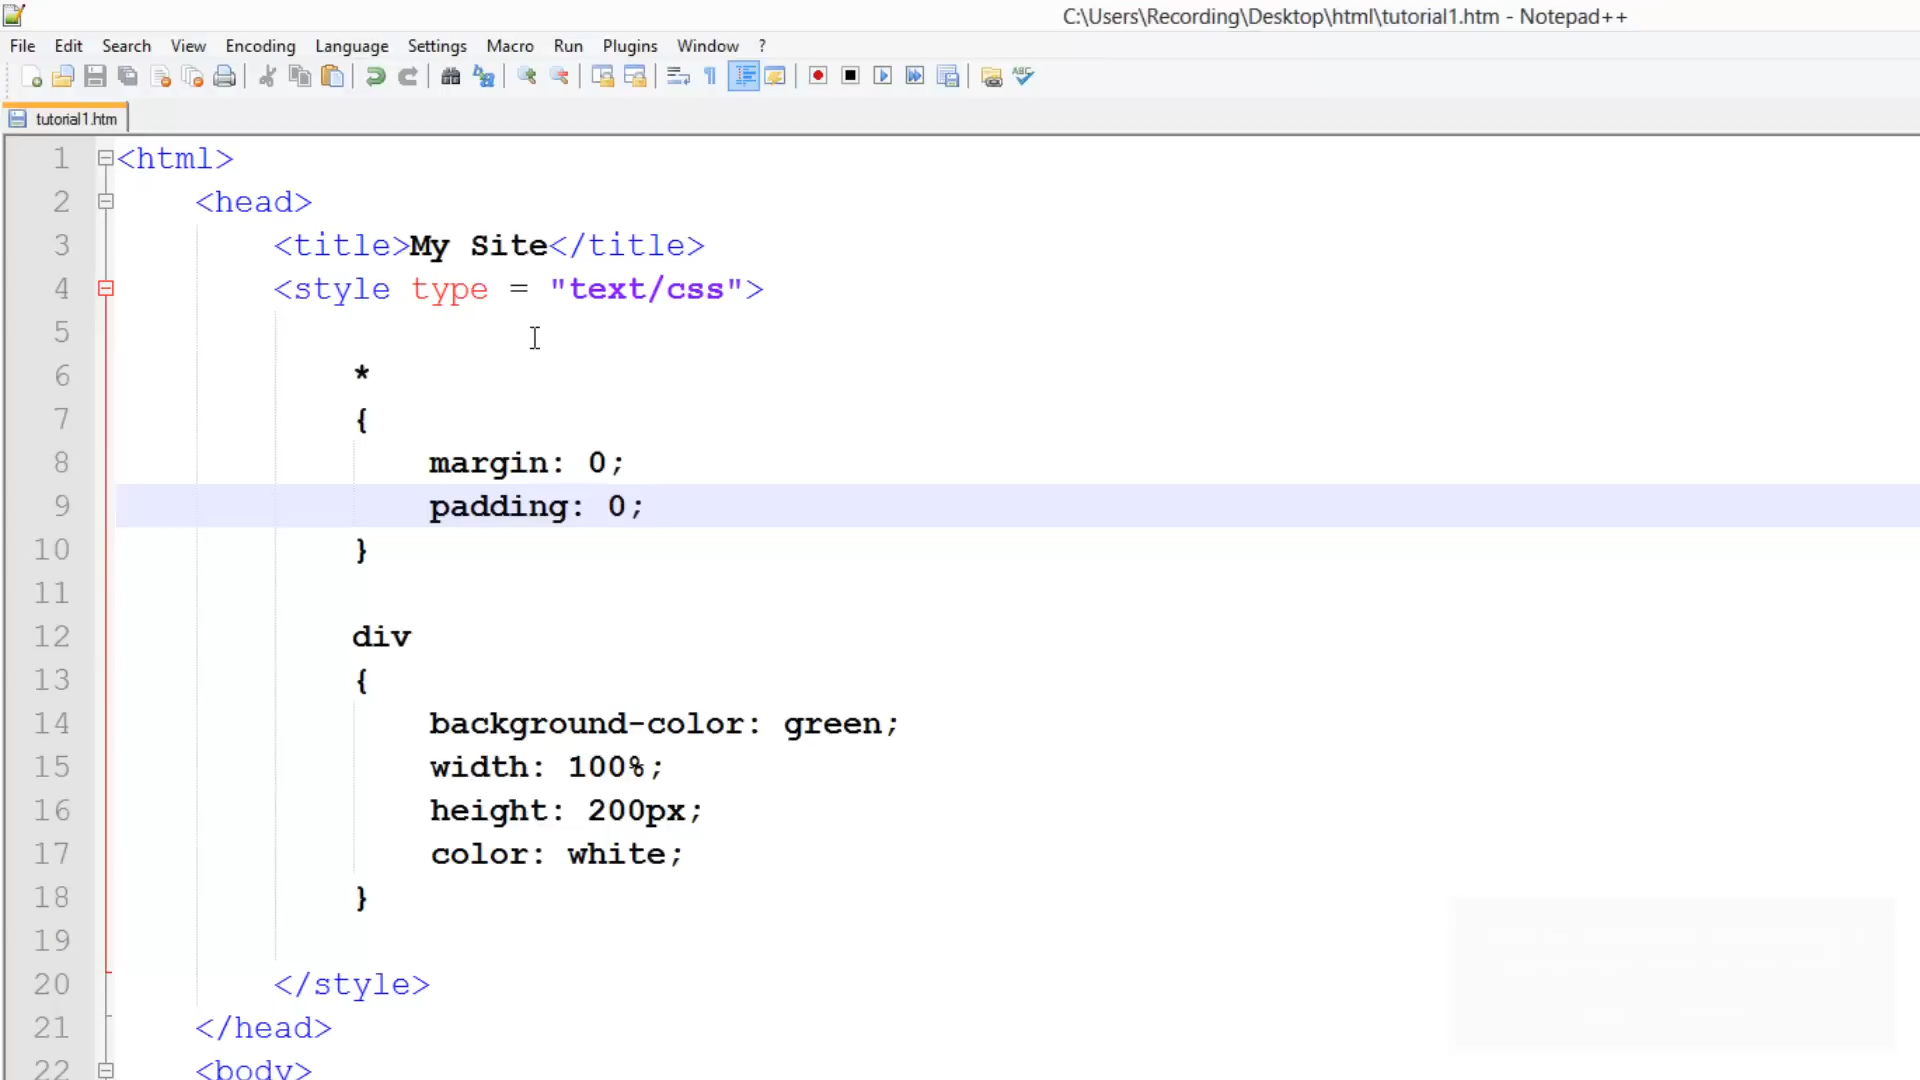 C:\Users\Recording\Desktop\html\tutorial1.htm - Notepad++
File Edit Search View Encoding Language Settings Macro Run Plugins Window ?
ABC
tutorial1.htm
1 <html>
2 <head>
3 <title>My Site</title>
4 <style type = "text/css">
5
6 *
7 {
8 margin: 0;
9 padding: 0;
10 }
11
12 div
13 {
14 background-color: green;
15 width: 100%;
16 height: 200px;
17 color: white;
18 }
19
20 </style>
21 </head>
22 <body>